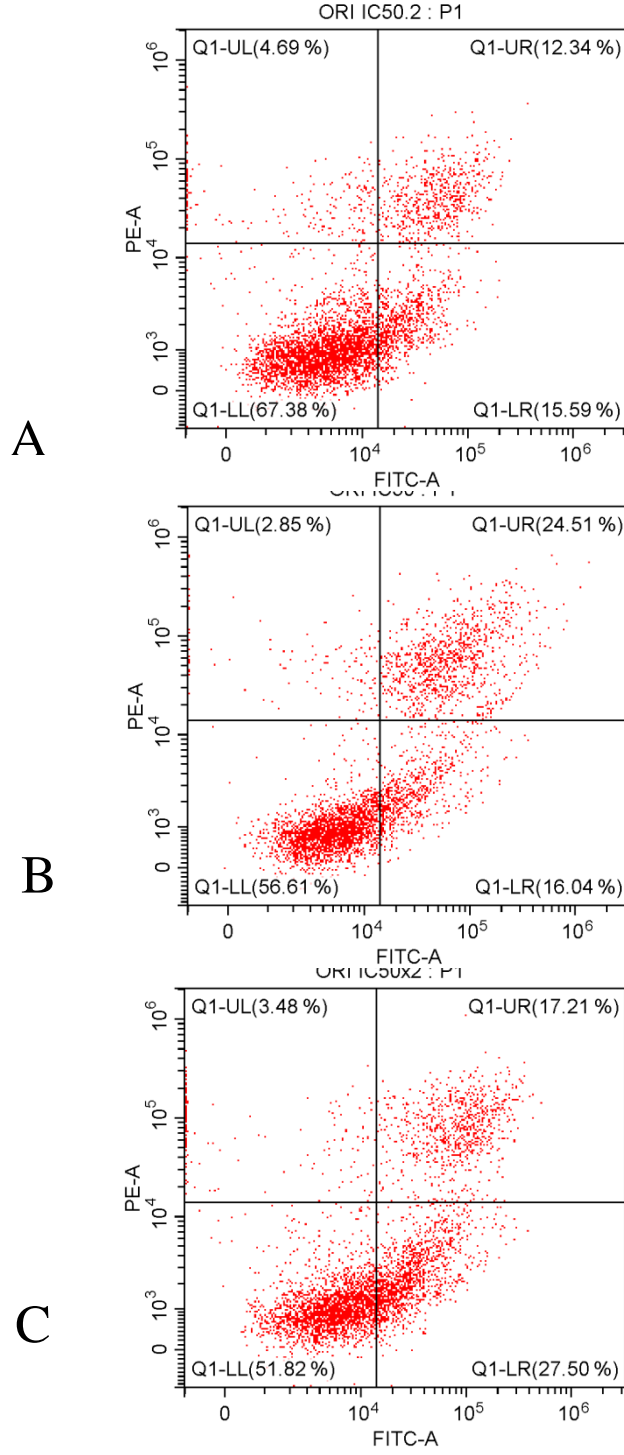 ORI IC50.2 : P1
Q1-UL(4.69 %) Q1-UR(12.34 %)
10^6
10^5
PE-A
10^4
10^3
0
Q1-LL(67.38 %) Q1-LR(15.59 %)
A
0 10^4 10^5 10^6
FITC-A
Q1-UL(2.85 %) Q1-UR(24.51 %)
10^6
10^5
PE-A
10^4
10^3
0
B
Q1-LL(56.61 %) Q1-LR(16.04 %)
0 10^4 10^5 10^6
FITC-A
ORI IC50x2 : P1
Q1-UL(3.48 %) Q1-UR(17.21 %)
10^6
10^5
PE-A
10^4
10^3
C
0
Q1-LL(51.82 %) Q1-LR(27.50 %)
0 10^4 10^5 10^6
FITC-A